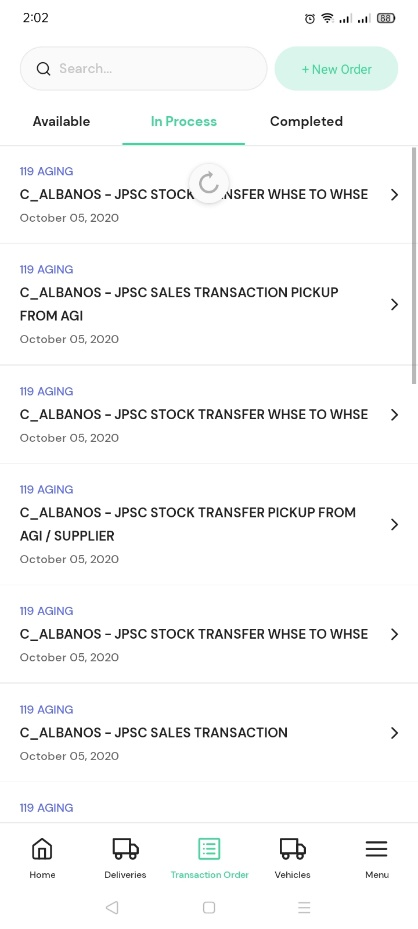 2:02
88
Search...
+ New Order
Available
In Process
Completed
119 AGING
C_ALBANOS - JPSC STOCK TRANSFER WHSE TO WHSE
October 05, 2020
119 AGING
C_ALBANOS - JPSC SALES TRANSACTION PICKUP
FROM AGI
October 05, 2020
119 AGING
C_ALBANOS - JPSC STOCK TRANSFER WHSE TO WHSE
October 05, 2020
119 AGING
C_ALBANOS - JPSC STOCK TRANSFER PICKUP FROM
AGI / SUPPLIER
October 05, 2020
119 AGING
C_ALBANOS - JPSC STOCK TRANSFER WHSE TO WHSE
October 05, 2020
119 AGING
C_ALBANOS - JPSC SALES TRANSACTION
October 05, 2020
119 AGING
Home
Deliveries
Transaction Order
Vehicles
Menu